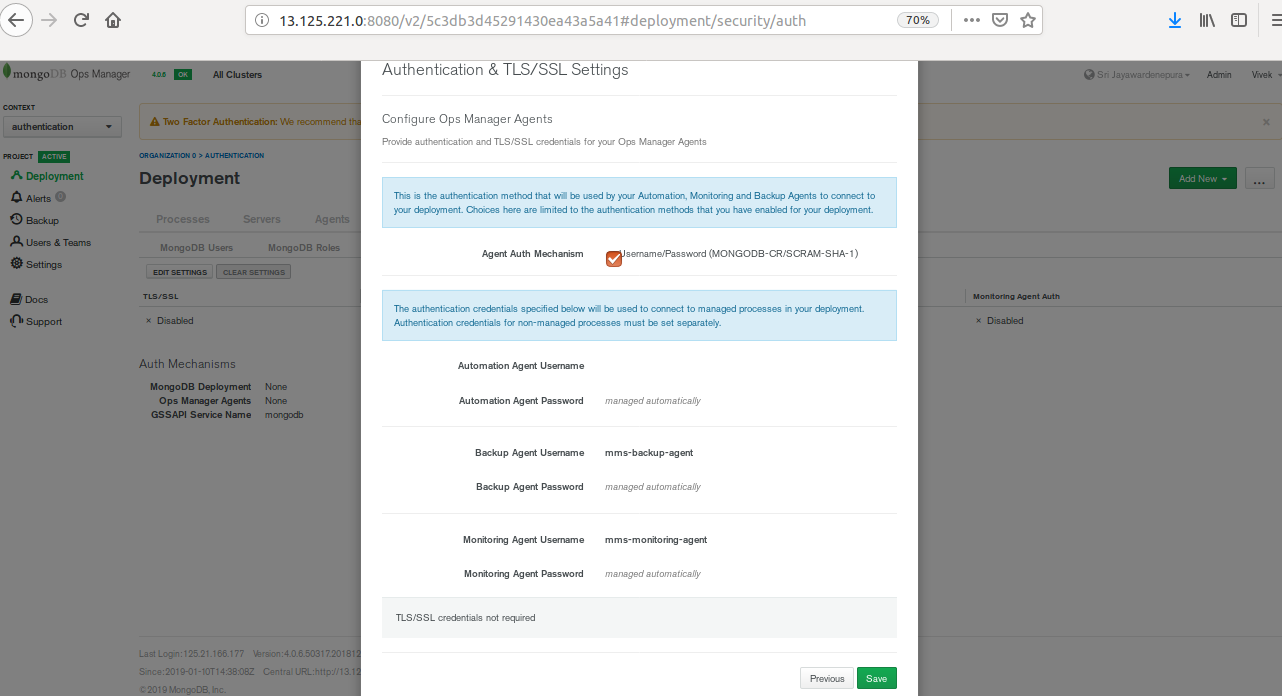 13.125.221.0:8080/v2/5c3db3d45291430ea43a5a41#deployment/security/auth 70%
mongoDB Ops Manager 4.0.6 OK All Clusters Sri Jayawardenepura Admin Vivek
Authentication & TLS/SSL Settings
CONTEXT
authentication
Two Factor Authentication: We recommend tha
Configure Ops Manager Agents
Provide authentication and TLS/SSL credentials for your Ops Manager Agents
PROJECT ACTIVE
ORGANIZATION 0 > AUTHENTICATION
Deployment
Alerts 0
Backup
Users & Teams
Settings
Docs
Support
Deployment
Add New ...
Processes Servers Agents
MongoDB Users MongoDB Roles
EDIT SETTINGS CLEAR SETTINGS
TLS/SSL
× Disabled
Monitoring Agent Auth
× Disabled
Auth Mechanisms
MongoDB Deployment None
Ops Manager Agents None
GSSAPI Service Name mongodb
This is the authentication method that will be used by your Automation, Monitoring and Backup Agents to connect to
your deployment. Choices here are limited to the authentication methods that you have enabled for your deployment.
Agent Auth Mechanism Username/Password (MONGODB-CR/SCRAM-SHA-1)
The authentication credentials specified below will be used to connect to managed processes in your deployment.
Authentication credentials for non-managed processes must be set separately.
Automation Agent Username
Automation Agent Password managed automatically
Backup Agent Username mms-backup-agent
Backup Agent Password managed automatically
Monitoring Agent Username mms-monitoring-agent
Monitoring Agent Password managed automatically
TLS/SSL credentials not required
Previous Save
Last Login:125.21.166.177 Version:4.0.6.50317.201812
Since:2019-01-10T14:38:08Z Central URL:http://13.12
© 2019 MongoDB, Inc.